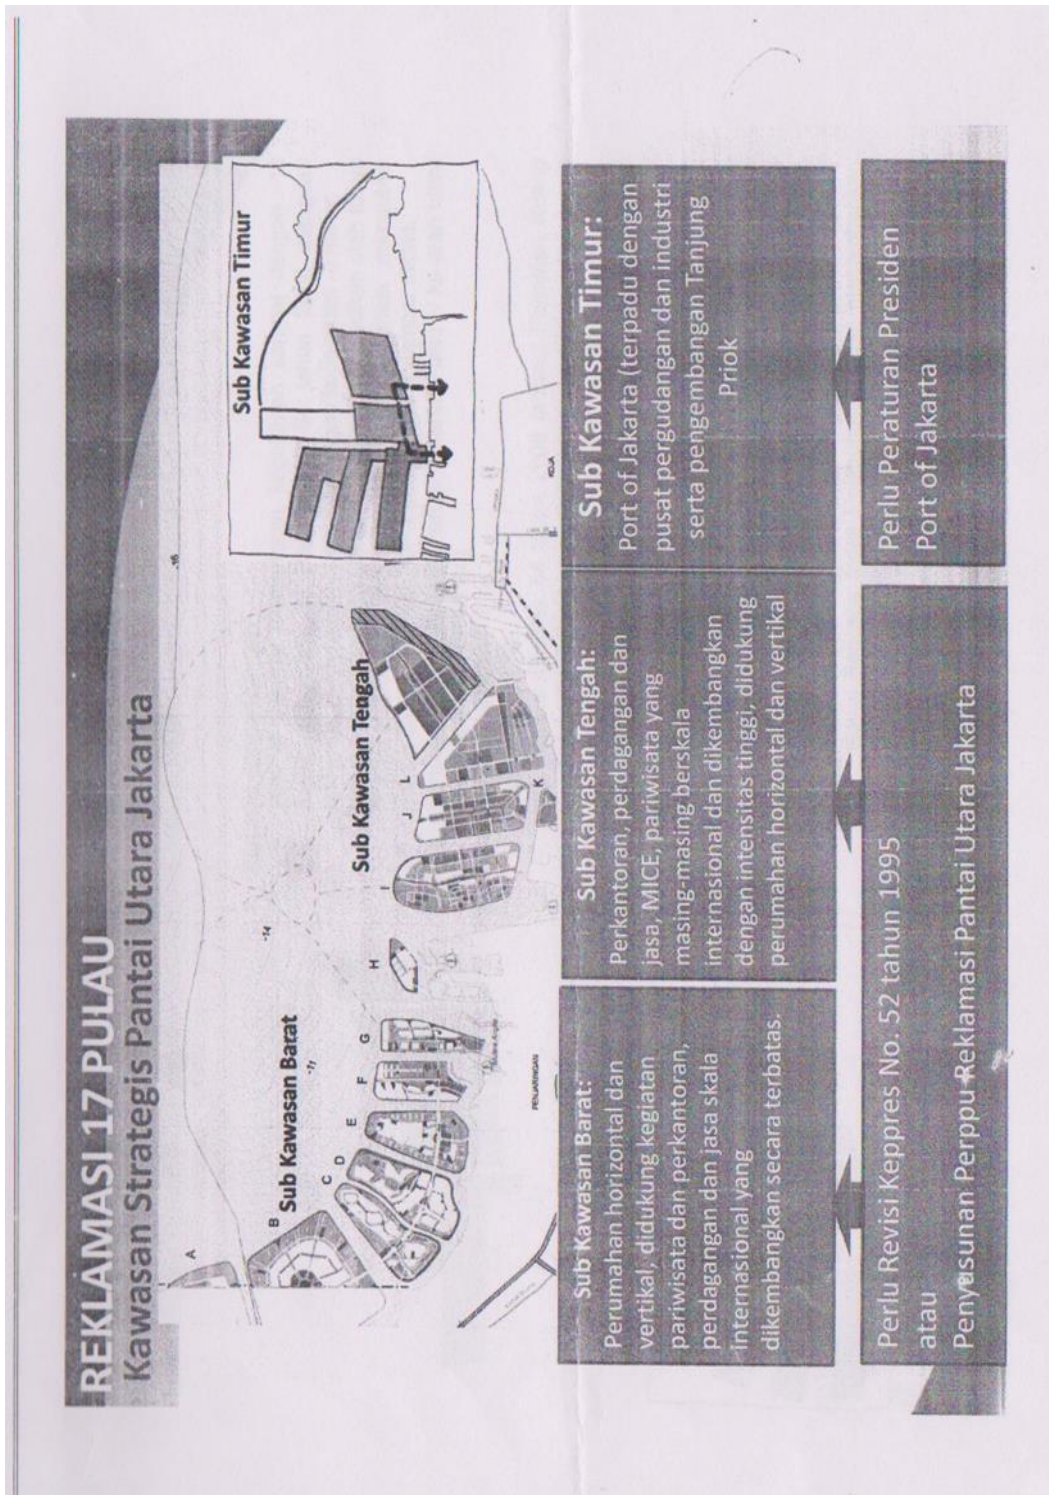 REKLAMASI 17 PULAU
Kawasan Strategis Pantai Utara Jakarta
A
B
Sub Kawasan Barat
C
D
E
F
G
H
I
J
L
K
Sub Kawasan Tengah
Sub Kawasan Timur
-16
-14
-11
PENJARINGAN
KOJA
Sub Kawasan Barat:
Perumahan horizontal dan
vertikal, didukung kegiatan
pariwisata dan perkantoran,
perdagangan dan jasa skala
internasional yang
dikembangkan secara terbatas.
Sub Kawasan Tengah:
Perkantoran, perdagangan dan
jasa, MICE, pariwisata yang
masing-masing berskala
internasional dan dikembangkan
dengan intensitas tinggi, didukung
perumahan horizontal dan vertikal
Sub Kawasan Timur:
Port of Jakarta (terpadu dengan
pusat pergudangan dan industri
serta pengembangan Tanjung
Priok
Perlu Revisi Keppres No. 52 tahun 1995
atau
Penyusunan Perppu Reklamasi Pantai Utara Jakarta
Perlu Peraturan Presiden
Port of Jakarta